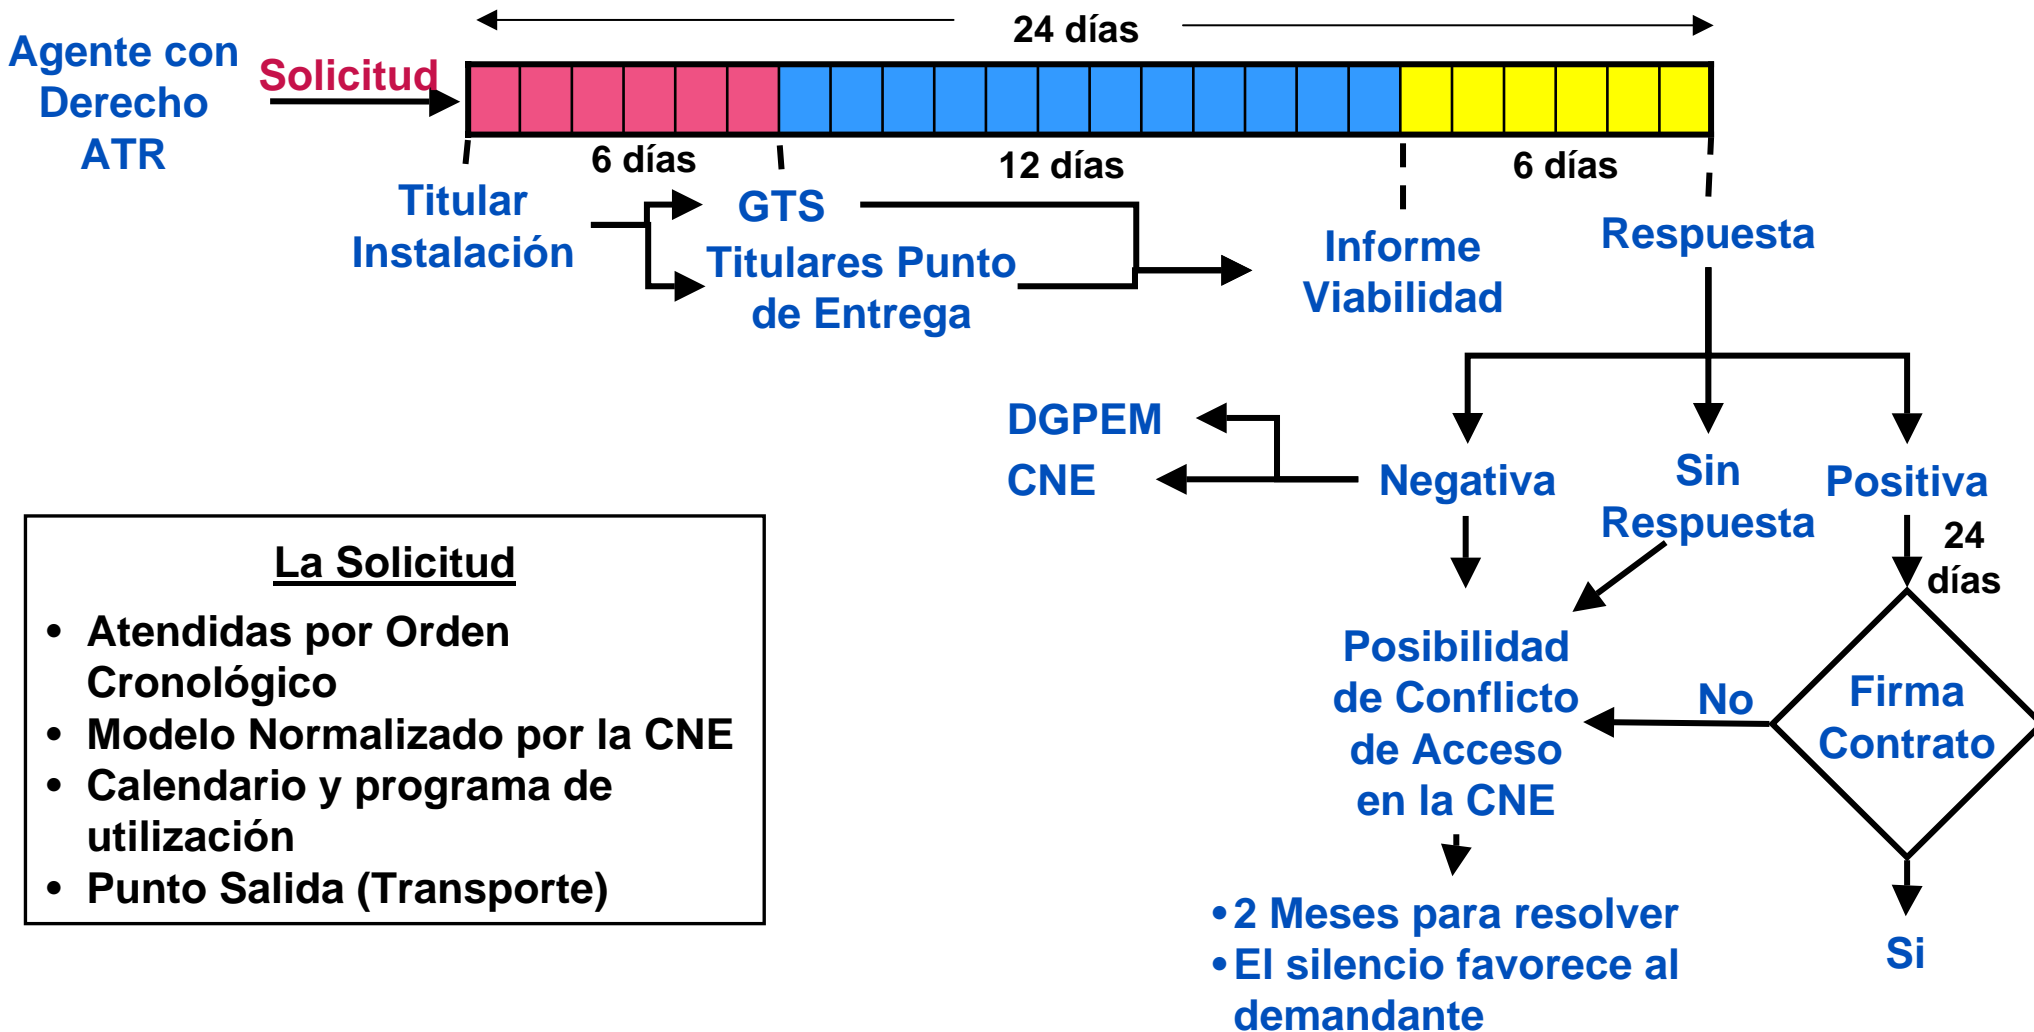 24 días
Agente con
Derecho
ATR
Solicitud
6 días
12 días
6 días
Titular
Instalación
GTS
Titulares Punto
de Entrega
Informe
Viabilidad
Respuesta
DGPEM
CNE
Negativa
Sin
Respuesta
Positiva
24
días
La Solicitud
• Atendidas por Orden
Cronológico
• Modelo Normalizado por la CNE
• Calendario y programa de
utilización
• Punto Salida (Transporte)
Posibilidad
de Conflicto
de Acceso
en la CNE
No
Firma
Contrato
• 2 Meses para resolver
• El silencio favorece al
demandante
Si